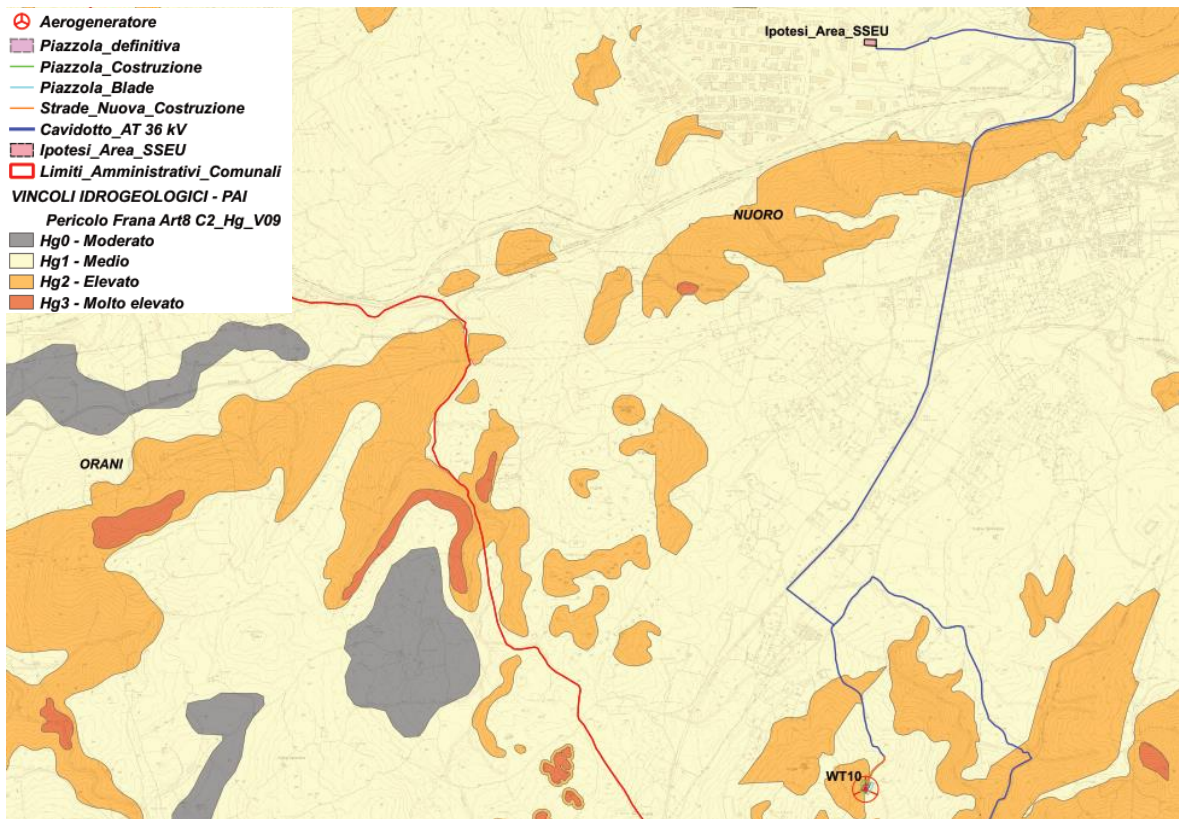 Aerogeneratore
Piazzola_definitiva
Piazzola_Costruzione
Piazzola_Blade
Strade_Nuova_Costruzione
Cavidotto_AT 36 kV
Ipotesi_Area_SSEU
Limiti_Amministrativi_Comunali
VINCOLI IDROGEOLOGICI - PAI
Pericolo Frana Art8 C2_Hg_V09
Hg0 - Moderato
Hg1 - Medio
Hg2 - Elevato
Hg3 - Molto elevato
Ipotesi_Area_SSEU
NUORO
ORANI
WT10